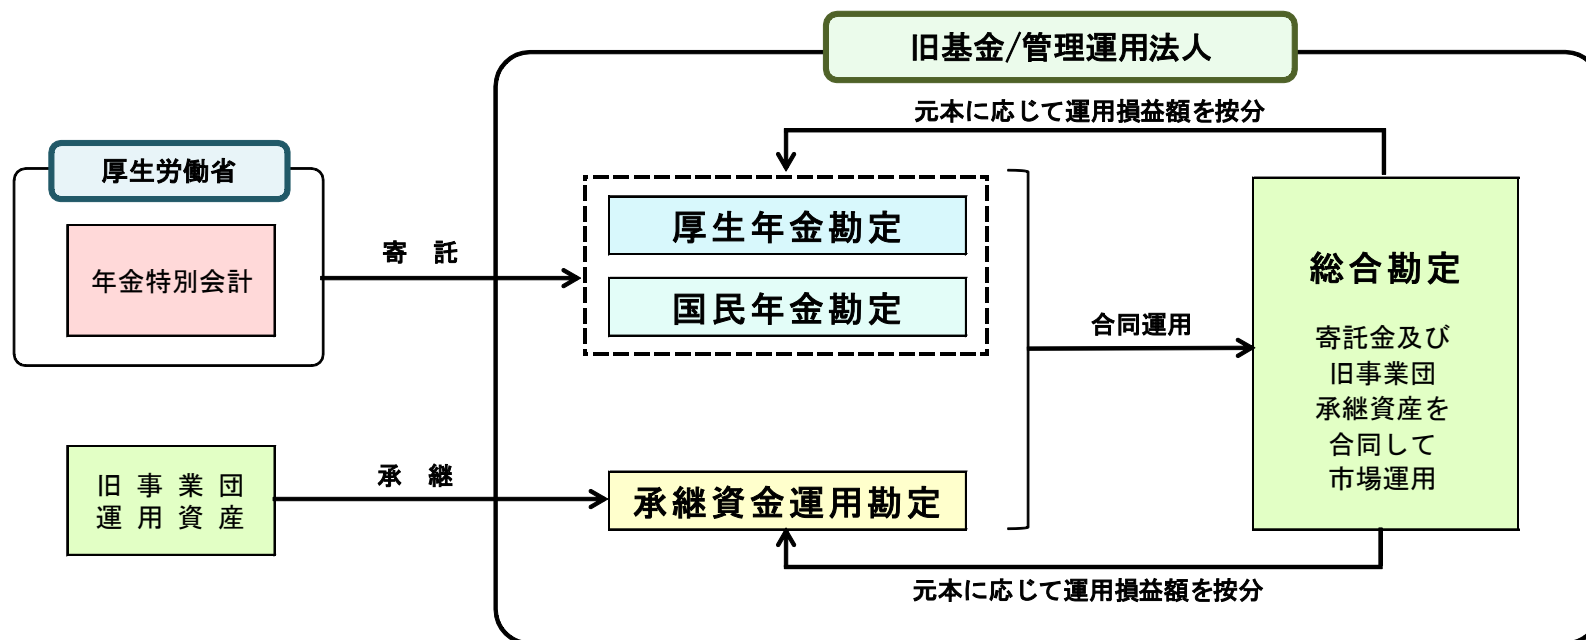 旧基金/管理運用法人
元本に応じて運用損益額を按分
厚生労働省
年金特別会計
寄 託
厚生年金勘定
国民年金勘定
合同運用
総合勘定
寄託金及び
旧事業団
承継資産を
合同して
市場運用
旧事業団
運用資産
承 継
承継資金運用勘定
元本に応じて運用損益額を按分